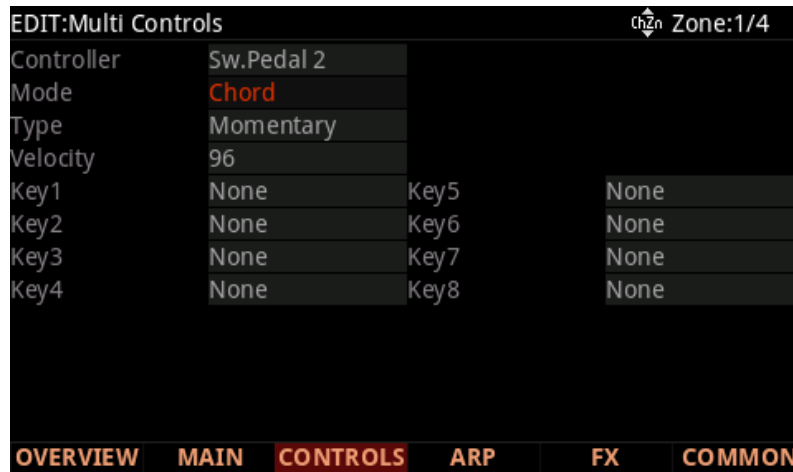 EDIT:Multi Controls ChZn Zone:1/4
Controller Sw.Pedal 2
Mode Chord
Type Momentary
Velocity 96
Key1 None Key5 None
Key2 None Key6 None
Key3 None Key7 None
Key4 None Key8 None
OVERVIEW MAIN CONTROLS ARP FX COMMON